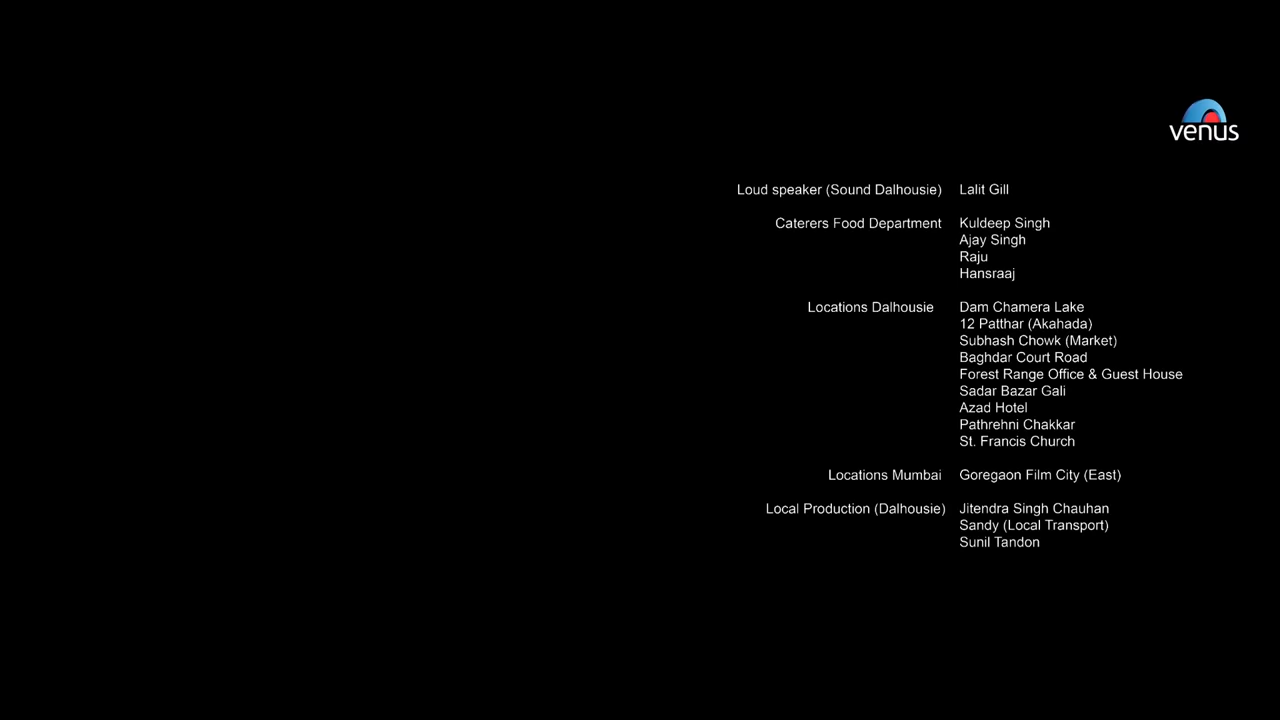 venus
Loud speaker (Sound Dalhousie) Lalit Gill
Caterers Food Department Kuldeep Singh
Ajay Singh
Raju
Hansraaj
Locations Dalhousie Dam Chamera Lake
12 Patthar (Akahada)
Subhash Chowk (Market)
Baghdar Court Road
Forest Range Office & Guest House
Sadar Bazar Gali
Azad Hotel
Pathrehni Chakkar
St. Francis Church
Locations Mumbai Goregaon Film City (East)
Local Production (Dalhousie) Jitendra Singh Chauhan
Sandy (Local Transport)
Sunil Tandon